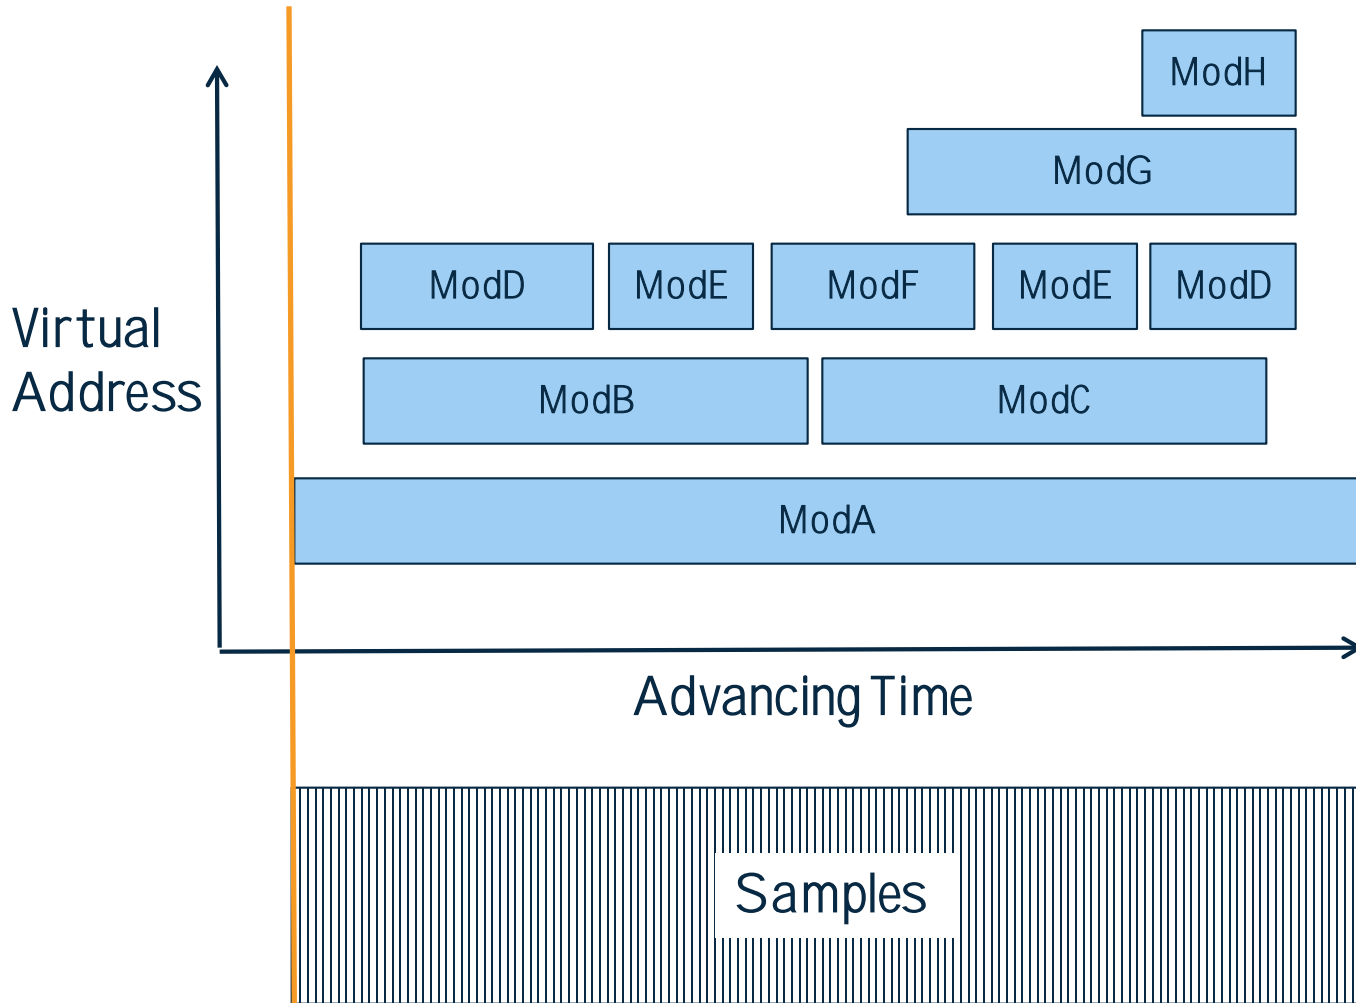 ModH
ModG
ModD ModE ModF ModE ModD
Virtual
Address
ModB ModC
ModA
Advancing Time
Samples